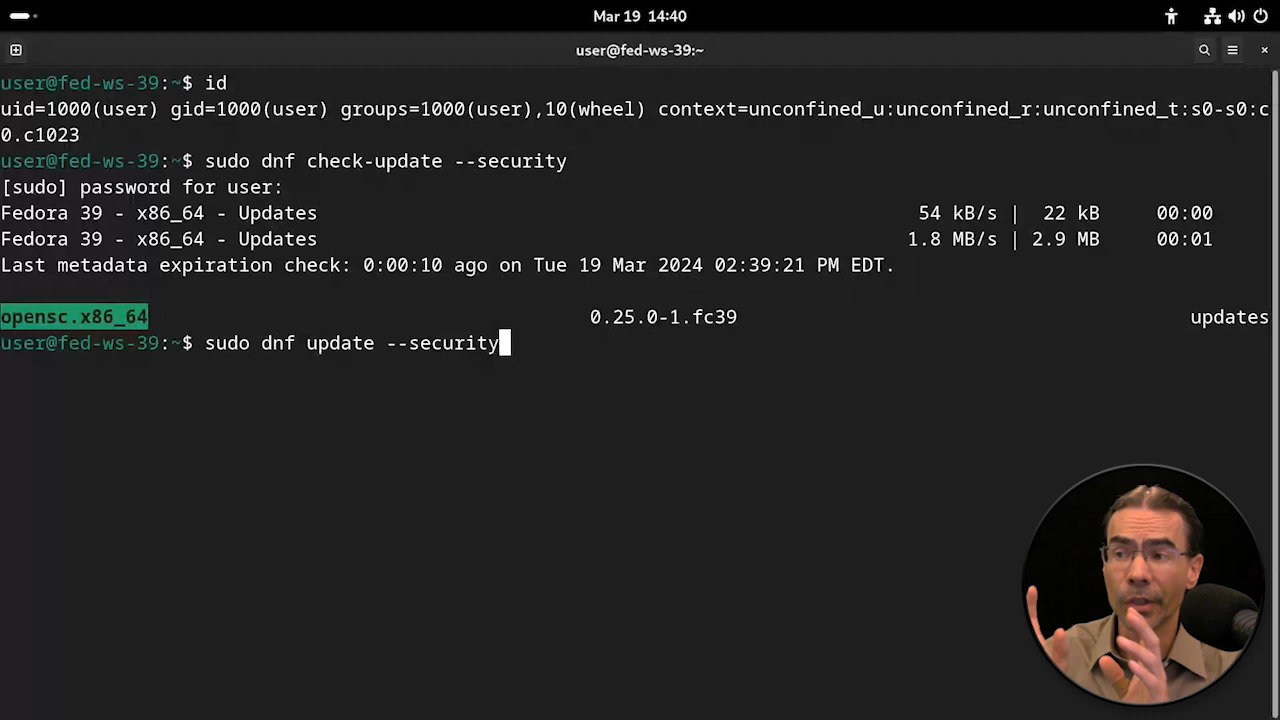 Mar 19 14:40
user@fed-ws-39:~
user@fed-ws-39:~$ id
uid=1000(user) gid=1000(user) groups=1000(user),10(wheel) context=unconfined_u:unconfined_r:unconfined_t:s0-s0:c
0.c1023
user@fed-ws-39:~$ sudo dnf check-update --security
[sudo] password for user:
Fedora 39 - x86_64 - Updates 54 kB/s | 22 kB 00:00
Fedora 39 - x86_64 - Updates 1.8 MB/s | 2.9 MB 00:01
Last metadata expiration check: 0:00:10 ago on Tue 19 Mar 2024 02:39:21 PM EDT.
opensc.x86_64 0.25.0-1.fc39 updates
user@fed-ws-39:~$ sudo dnf update --security